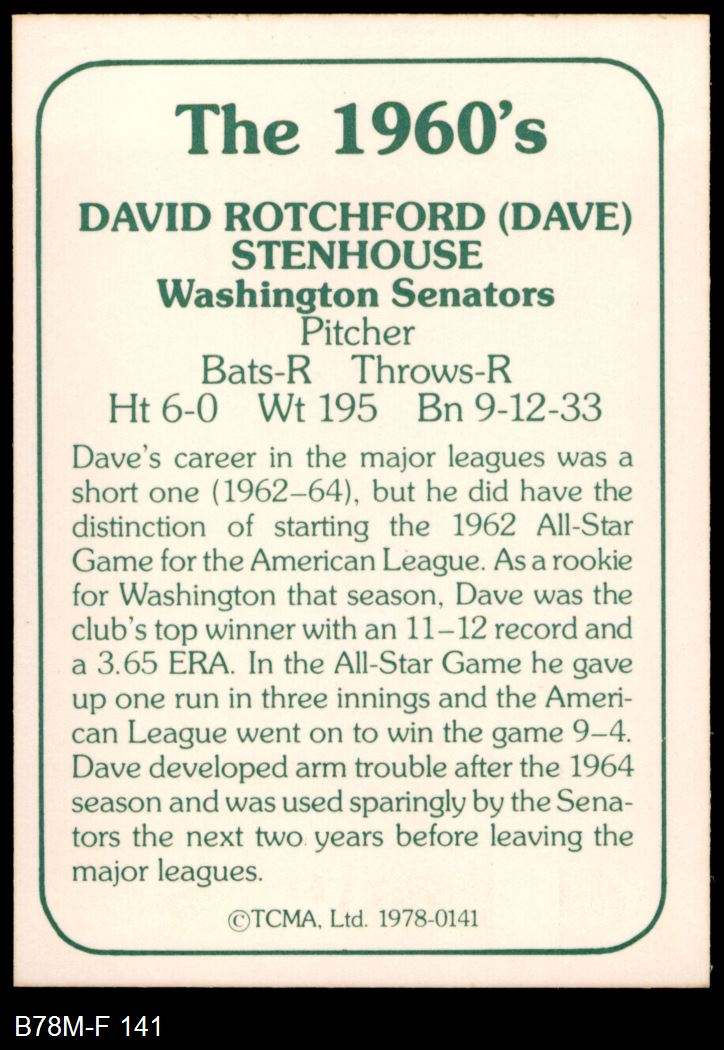 The 1960's
DAVID ROTCHFORD (DAVE)
STENHOUSE
Washington Senators
Pitcher
Bats-R Throws-R
Ht 6-0 Wt 195 Bn 9-12-33
Dave's career in the major leagues was a
short one (1962–64), but he did have the
distinction of starting the 1962 All-Star
Game for the American League. As a rookie
for Washington that season, Dave was the
club's top winner with an 11–12 record and
a 3.65 ERA. In the All-Star Game he gave
up one run in three innings and the Ameri-
can League went on to win the game 9–4.
Dave developed arm trouble after the 1964
season and was used sparingly by the Sena-
tors the next two years before leaving the
major leagues.
©TCMA, Ltd. 1978-0141
B78M-F 141